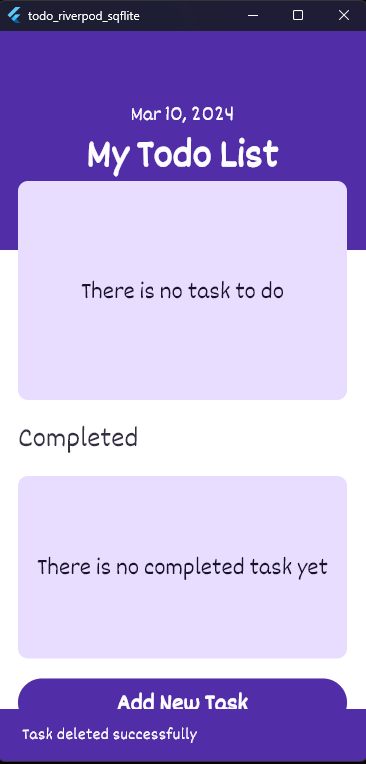 todo_riverpod_sqflite
Mar 10, 2024
My Todo List
There is no task to do
Completed
There is no completed task yet
Add New Task
Task deleted successfully